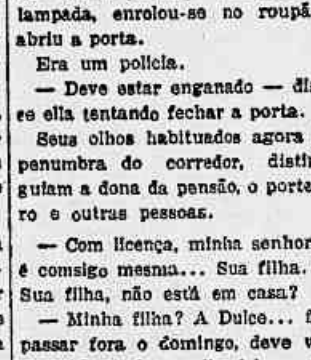 lampada, enrolou-se no roupã
abriu a porta.
Era um policia.
— Deve estar enganado — dis
se ella tentando fechar a porta.
Seus olhos habituados agora
penumbra do corredor, distin
guiam a dona da pensão, o porte
ro e outras pessoas.
— Com licença, minha senhor
é comsigo mesma... Sua filha.
Sua filha, não está em casa?
— Minha filha? A Dulce... f
passar fora o domingo, deve v